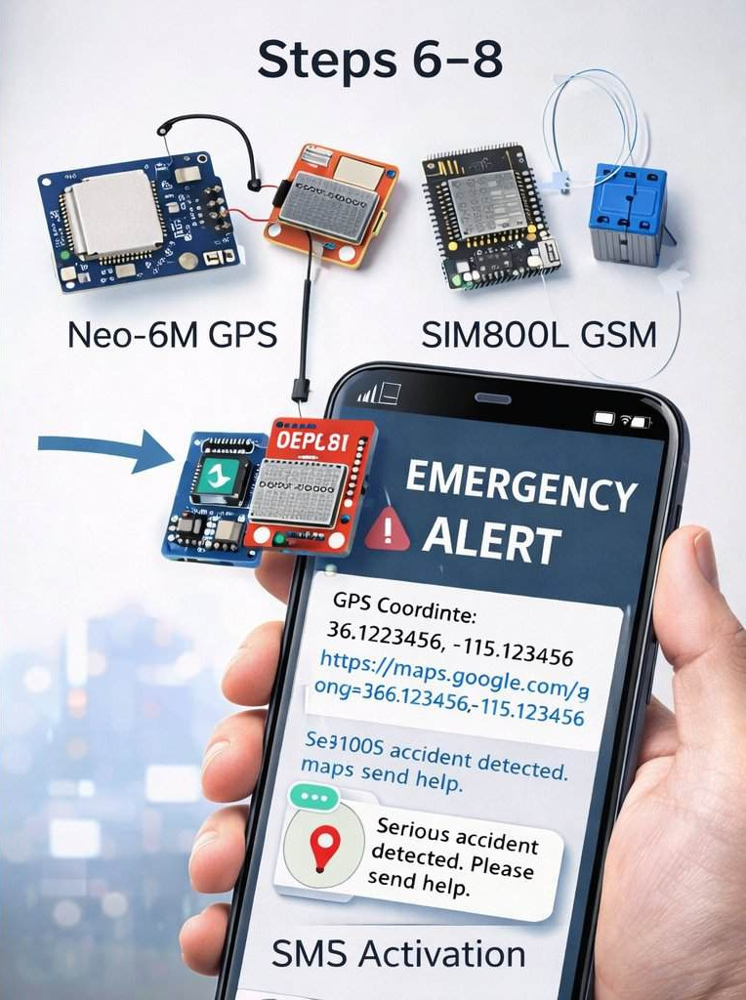 Steps 6–8
Neo-6M GPS
SIM800L GSM
EMERGENCY
ALERT
GPS Coordinte:
36.1223456, -115.123456
https://maps.google.com/a
ong=366.123456,-115.123456
accident detected.
maps send help.
Serious accident
detected. Please
send help.
SMS Activation